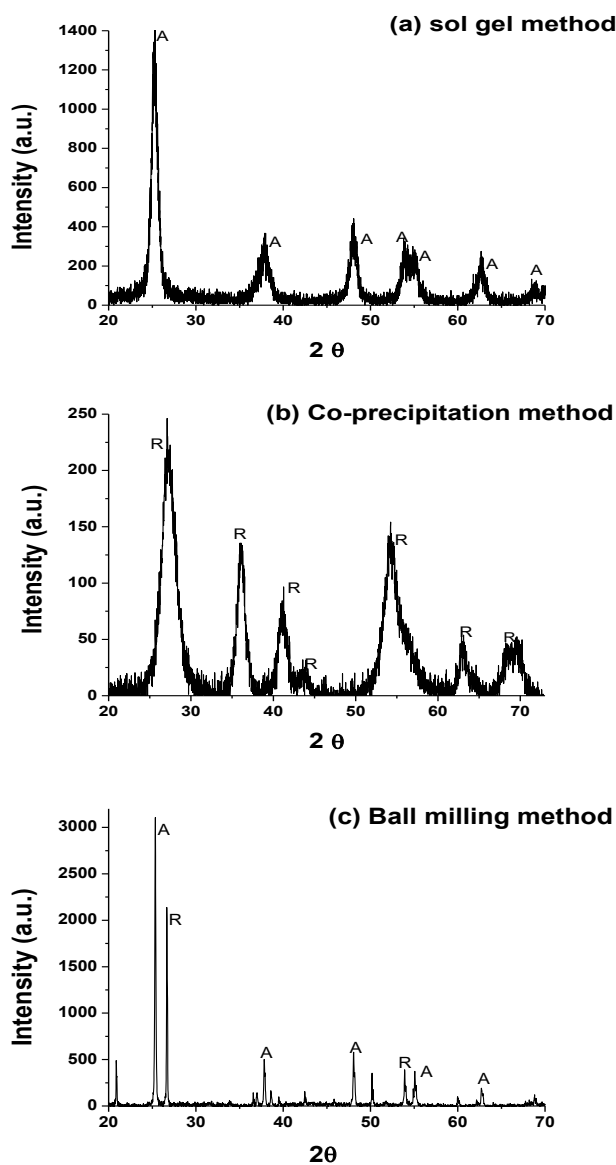 (a) sol gel method
1400
1200
1000
800
600
400
200
0
Intensity (a.u.)
A
A
A
A
A
A
A
20 30 40 50 60 70
2 θ
(b) Co-precipitation method
250
200
150
100
50
0
Intensity (a.u.)
R
R
R
R
R
R
R
20 30 40 50 60 70
2 θ
(c) Ball milling method
3000
2500
2000
1500
1000
500
0
Intensity (a.u.)
A
R
A
A
R
A
A
20 30 40 50 60 70
2θ